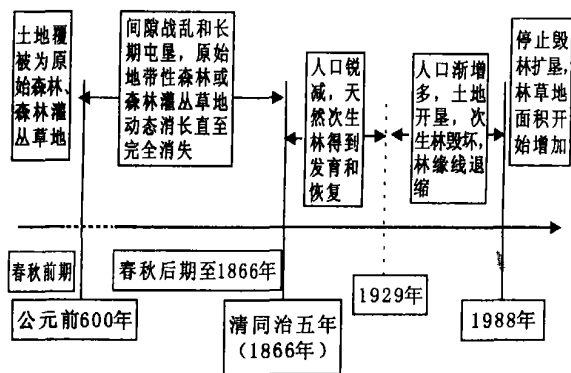 土地覆
被为原
始森林、
森林灌
丛草地
间隙战乱和长
期屯垦，原始
地带性森林或
森林灌丛草地
动态消长直至
完全消失
人口锐
减，天
然次生
林得到
发育和
恢复
人口渐增
多，土地
开垦，次
生林毁坏，
林缘线退
缩
停止毁
林扩垦，
林草地
面积开
始增加
春秋前期
春秋后期至1866年
公元前600年
清同治五年
（1866年）
1929年
1988年